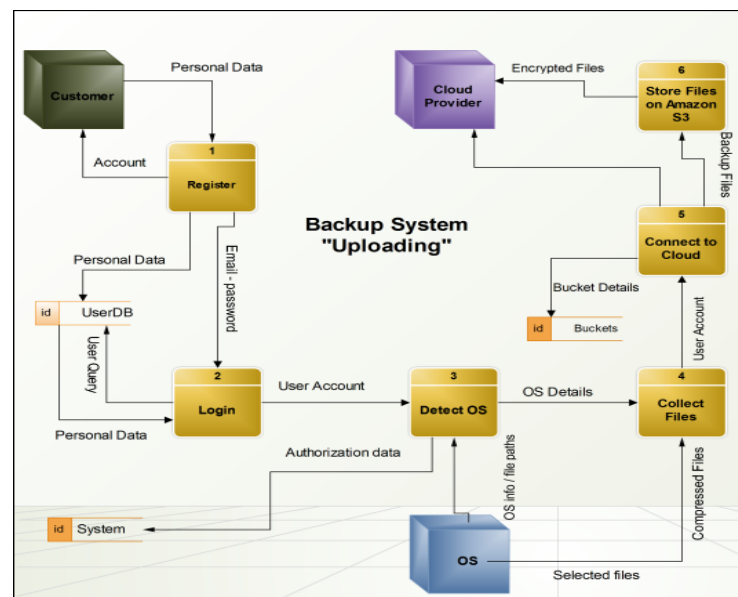 Personal Data
Customer
Account
1
Register
Cloud
Provider
Encrypted Files
6
Store Files
on Amazon
S3
Backup Files
Backup System
"Uploading"
5
Connect to
Cloud
Personal Data
Email - password
id UserDB
User Query
Bucket Details
id Buckets
User Account
2
Login
User Account
3
Detect OS
OS Details
4
Collect
Files
Personal Data
Authorization data
id System
OS info / file paths
OS
Compressed Files
Selected files